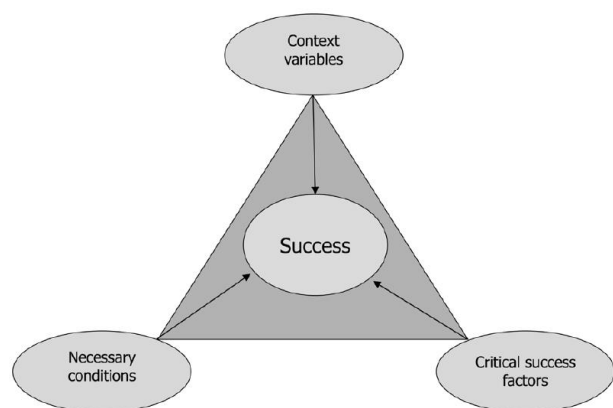 Context
variables
Success
Necessary
conditions
Critical success
factors